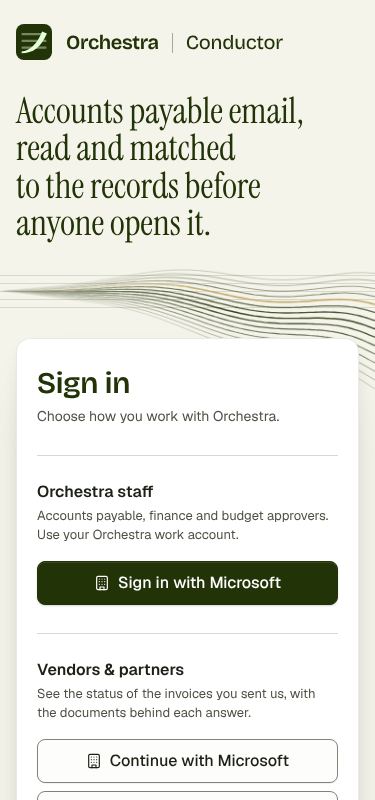 Orchestra | Conductor
Accounts payable email,
read and matched
to the records before
anyone opens it.
Sign in
Choose how you work with Orchestra.
Orchestra staff
Accounts payable, finance and budget approvers.
Use your Orchestra work account.
Sign in with Microsoft
Vendors & partners
See the status of the invoices you sent us, with
the documents behind each answer.
Continue with Microsoft